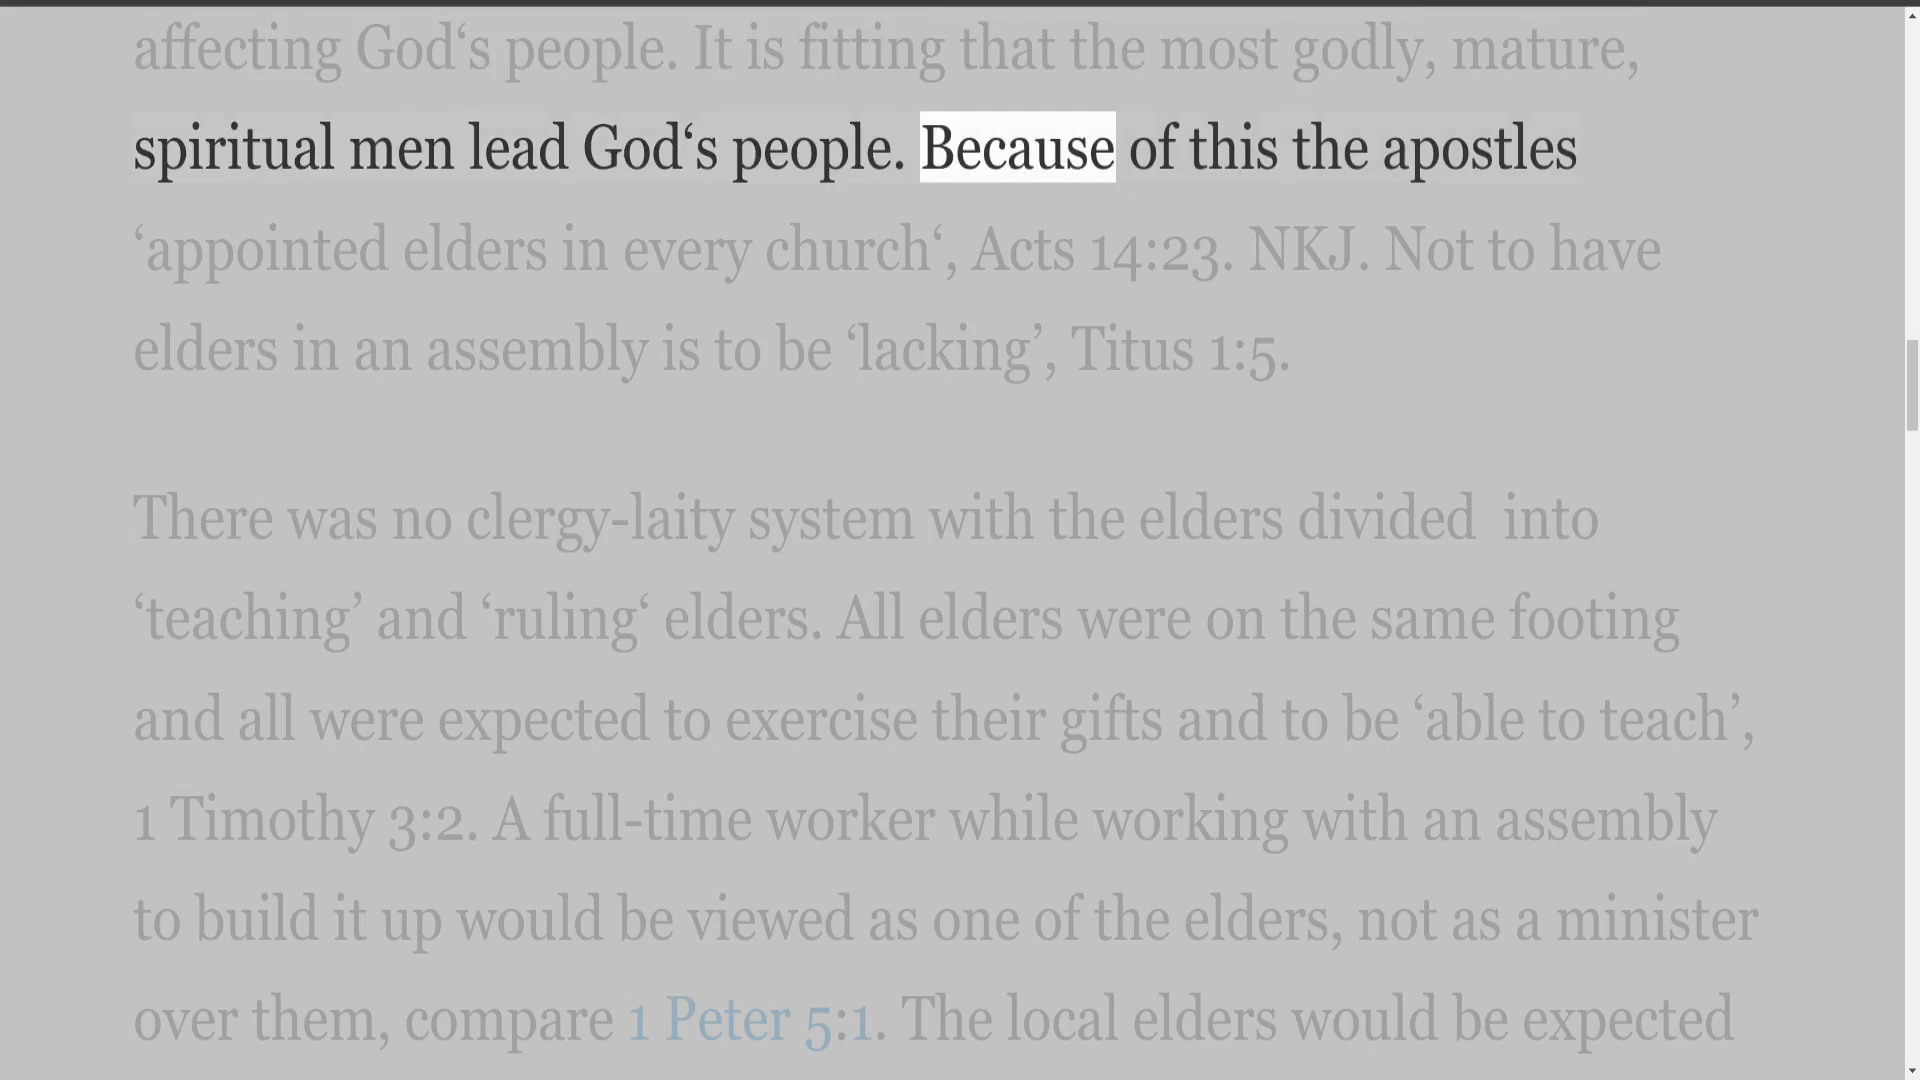 affecting God‘s people. It is fitting that the most godly, mature,
spiritual men lead God‘s people. Because of this the apostles
‘appointed elders in every church‘, Acts 14:23. NKJ. Not to have
elders in an assembly is to be ‘lacking’, Titus 1:5.
There was no clergy-laity system with the elders divided  into
‘teaching’ and ‘ruling‘ elders. All elders were on the same footing
and all were expected to exercise their gifts and to be ‘able to teach’,
1 Timothy 3:2. A full-time worker while working with an assembly
to build it up would be viewed as one of the elders, not as a minister
over them, compare 1 Peter 5:1. The local elders would be expected